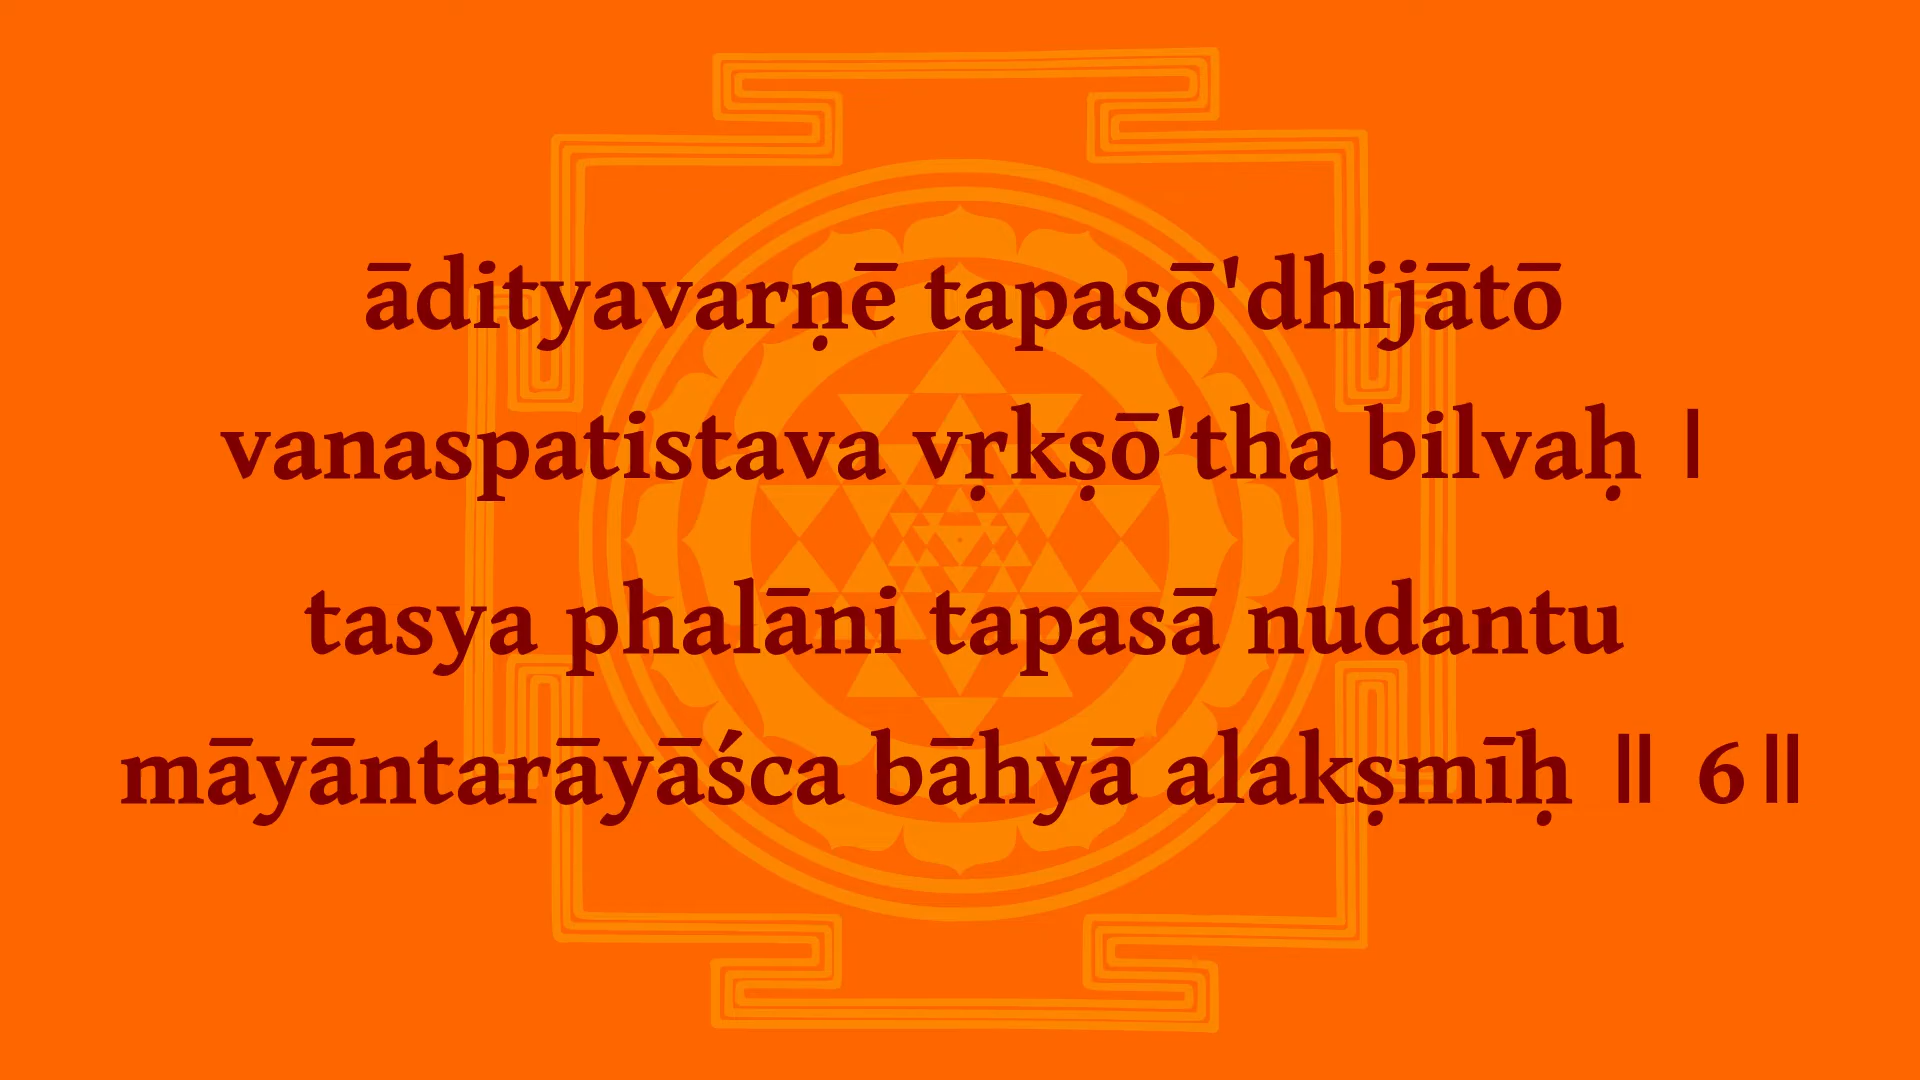 ādityavarṇē tapasō'dhijātō
vanaspatistava vṛkṣō'tha bilvaḥ ।
tasya phalāni tapasā nudantu
māyāntarāyāśca bāhyā alakṣmīḥ ॥ 6॥